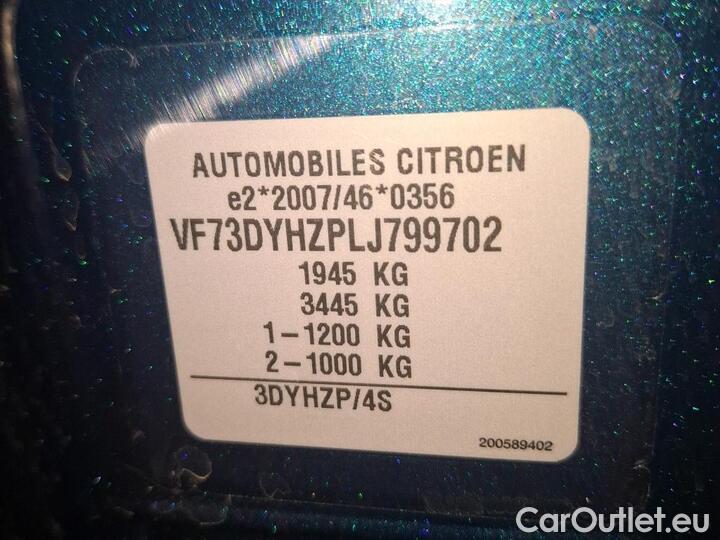 AUTOMOBILES CITROEN
e2*2007/46*0356
VF73DYHZPLJ799702
1945 KG
3445 KG
1-1200 KG
2-1000 KG
3DYHZP/4S
200589402
CarOutlet.eu